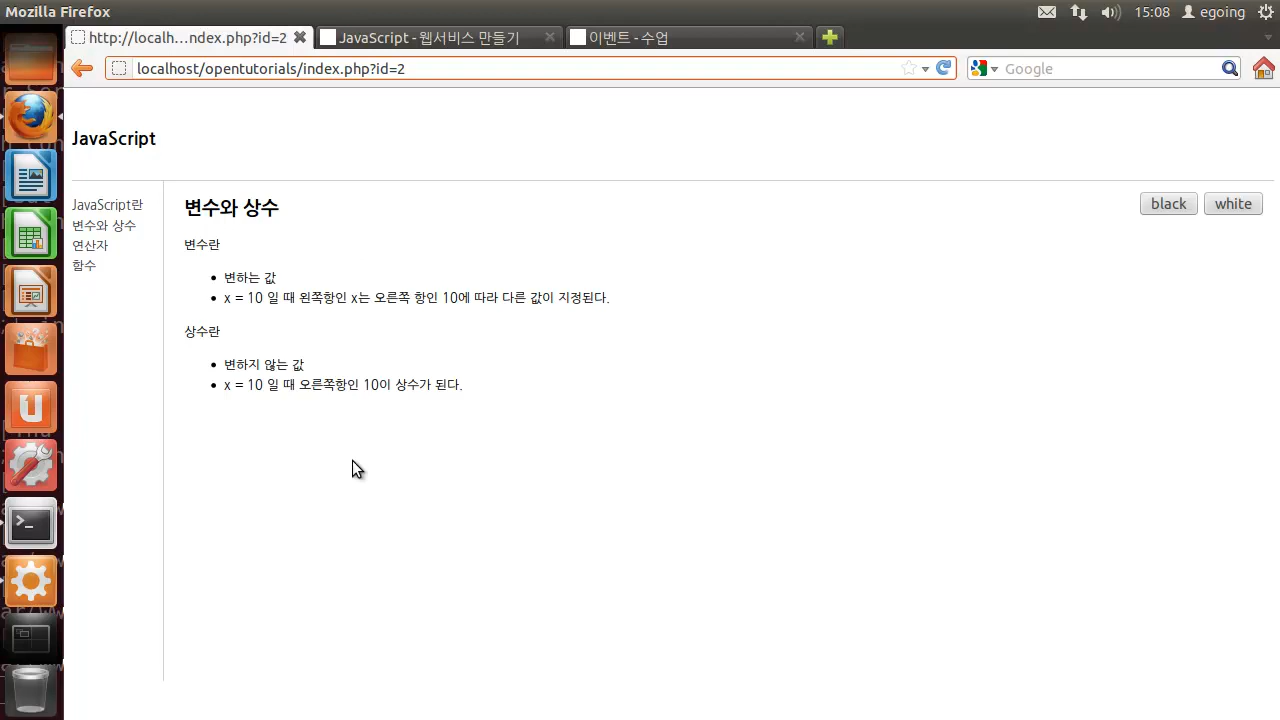 Mozilla Firefox
15:08 egoing
http://localh...ndex.php?id=2
JavaScript - 웹서비스 만들기
이벤트 - 수업
localhost/opentutorials/index.php?id=2
Google
JavaScript
JavaScript란
변수와 상수
연산자
함수
변수와 상수
black
white
변수란
• 변하는 값
• x = 10 일 때 왼쪽항인 x는 오른쪽 항인 10에 따라 다른 값이 지정된다.
상수란
• 변하지 않는 값
• x = 10 일 때 오른쪽항인 10이 상수가 된다.